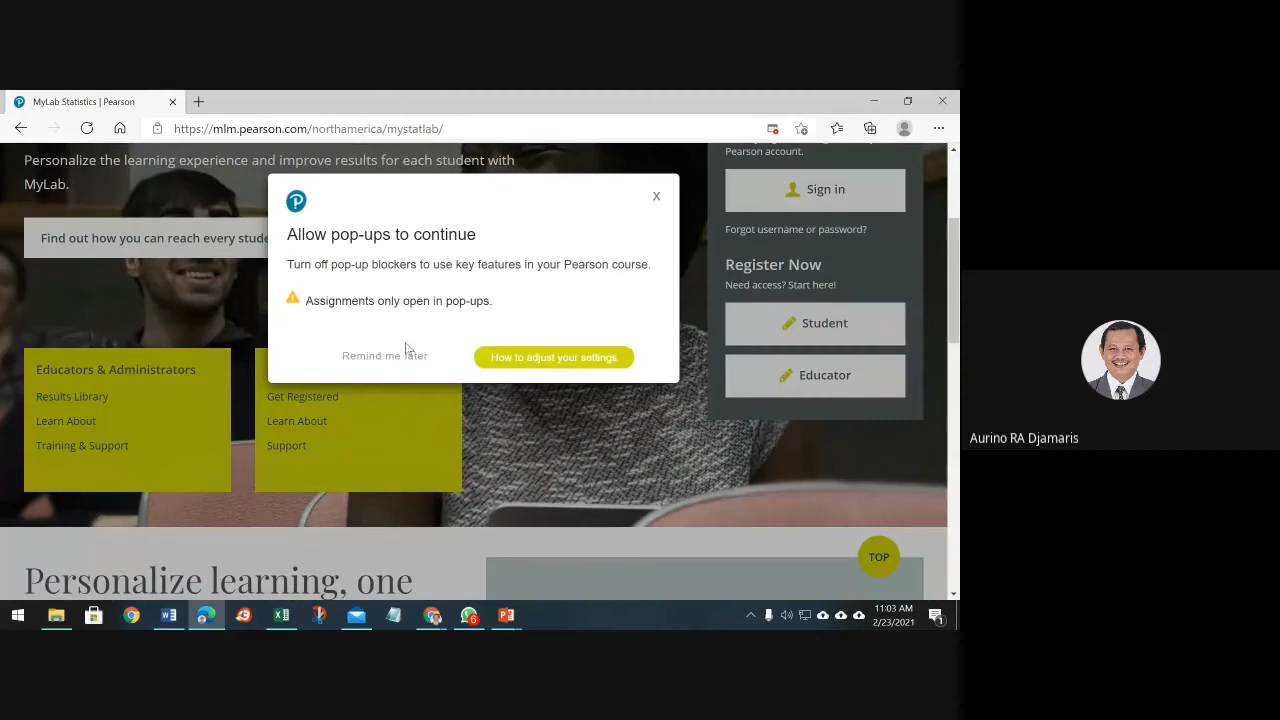 MyLab Statistics | Pearson
https://mlm.pearson.com/northamerica/mystatlab/
Personalize the learning experience and improve results for each student with
MyLab.
Find out how you can reach every stude
Pearson account.
Sign in
Forgot username or password?
Register Now
Need access? Start here!
Student
Educator
Allow pop-ups to continue
X
Turn off pop-up blockers to use key features in your Pearson course.
Assignments only open in pop-ups.
Remind me later
How to adjust your settings
Educators & Administrators
Results Library
Learn About
Training & Support
Get Registered
Learn About
Support
TOP
Personalize learning, one
11:03 AM
2/23/2021
6
1
Aurino RA Djamaris